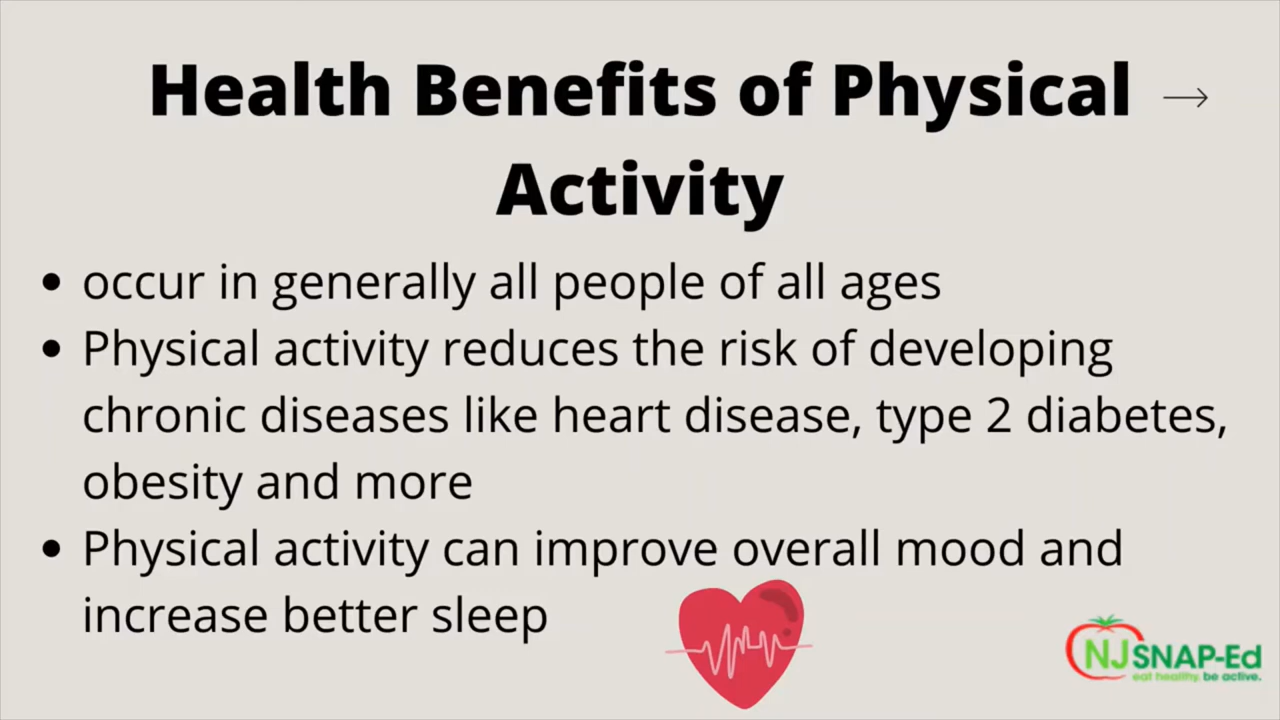 Health Benefits of Physical
Activity
• occur in generally all people of all ages
• Physical activity reduces the risk of developing
chronic diseases like heart disease, type 2 diabetes,
obesity and more
• Physical activity can improve overall mood and
increase better sleep
NJSNAP-Ed
eat healthy. be active.